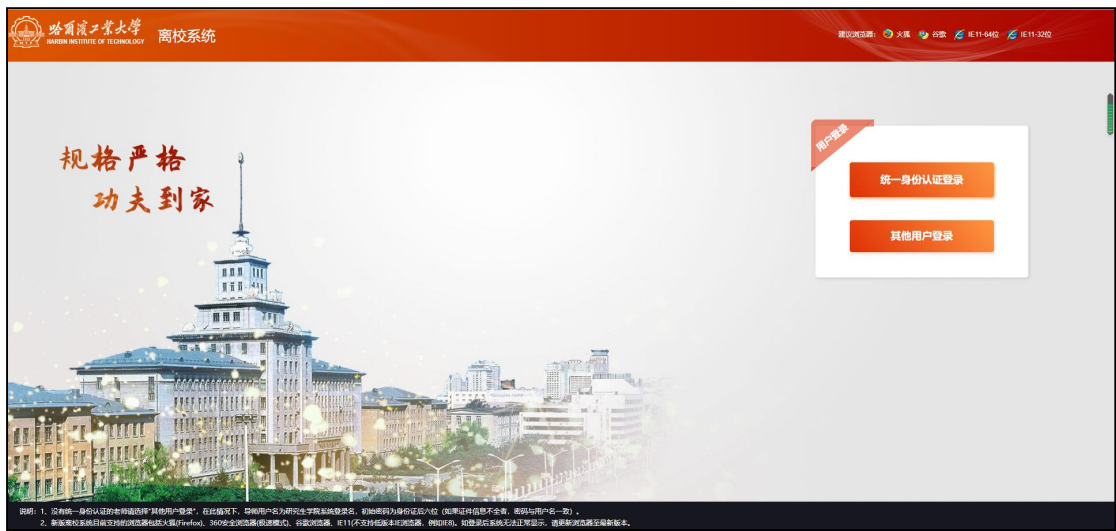 哈爾濱工業大學 离校系统
HARBIN INSTITUTE OF TECHNOLOGY
建议浏览器: 火狐 谷歌 IE11-64位 IE11-32位
规格严格
功夫到家
用户登录
统一身份认证登录
其他用户登录
说明: 1、没有统一身份认证的老师请选择"其他用户登录", 在此情况下, 导师用户名为研究生学院系统登录名, 初始密码为身份证后六位 (如果证件信息不全者, 密码与用户名一致) 。
2、新版离校系统目前支持的浏览器包括火狐(Firefox)、360安全浏览器(极速模式)、谷歌浏览器、IE11(不支持低版本IE浏览器, 例如IE8)。如登录后系统无法正常显示, 请更新浏览器至最新版本。